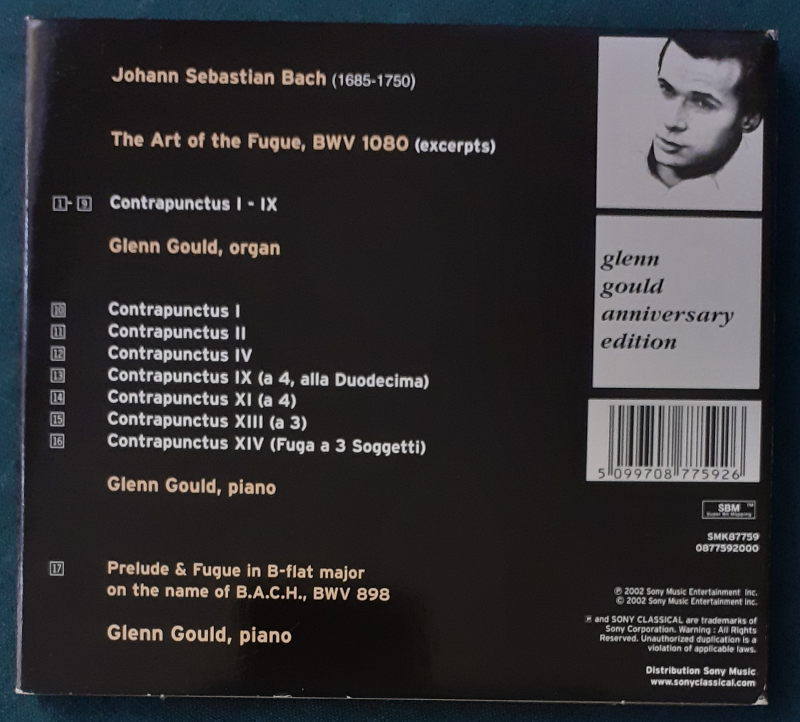 Johann Sebastian Bach (1685-1750)
The Art of the Fugue, BWV 1080 (excerpts)
1 - 9 Contrapunctus I - IX
Glenn Gould, organ
10 Contrapunctus I
11 Contrapunctus II
12 Contrapunctus IV
13 Contrapunctus IX (a 4, alla Duodecima)
14 Contrapunctus XI (a 4)
15 Contrapunctus XIII (a 3)
16 Contrapunctus XIV (Fuga a 3 Soggetti)
Glenn Gould, piano
17 Prelude & Fugue in B-flat major
on the name of B.A.C.H., BWV 898
Glenn Gould, piano
glenn
gould
anniversary
edition
5 099708 775926
SBM ™
Super Bit Mapping
SMK87759
0877592000
℗ 2002 Sony Music Entertainment Inc.
© 2002 Sony Music Entertainment Inc.
and SONY CLASSICAL are trademarks of
Sony Corporation. Warning : All Rights
Reserved. Unauthorized duplication is a
violation of applicable laws.
Distribution Sony Music
www.sonyclassical.com